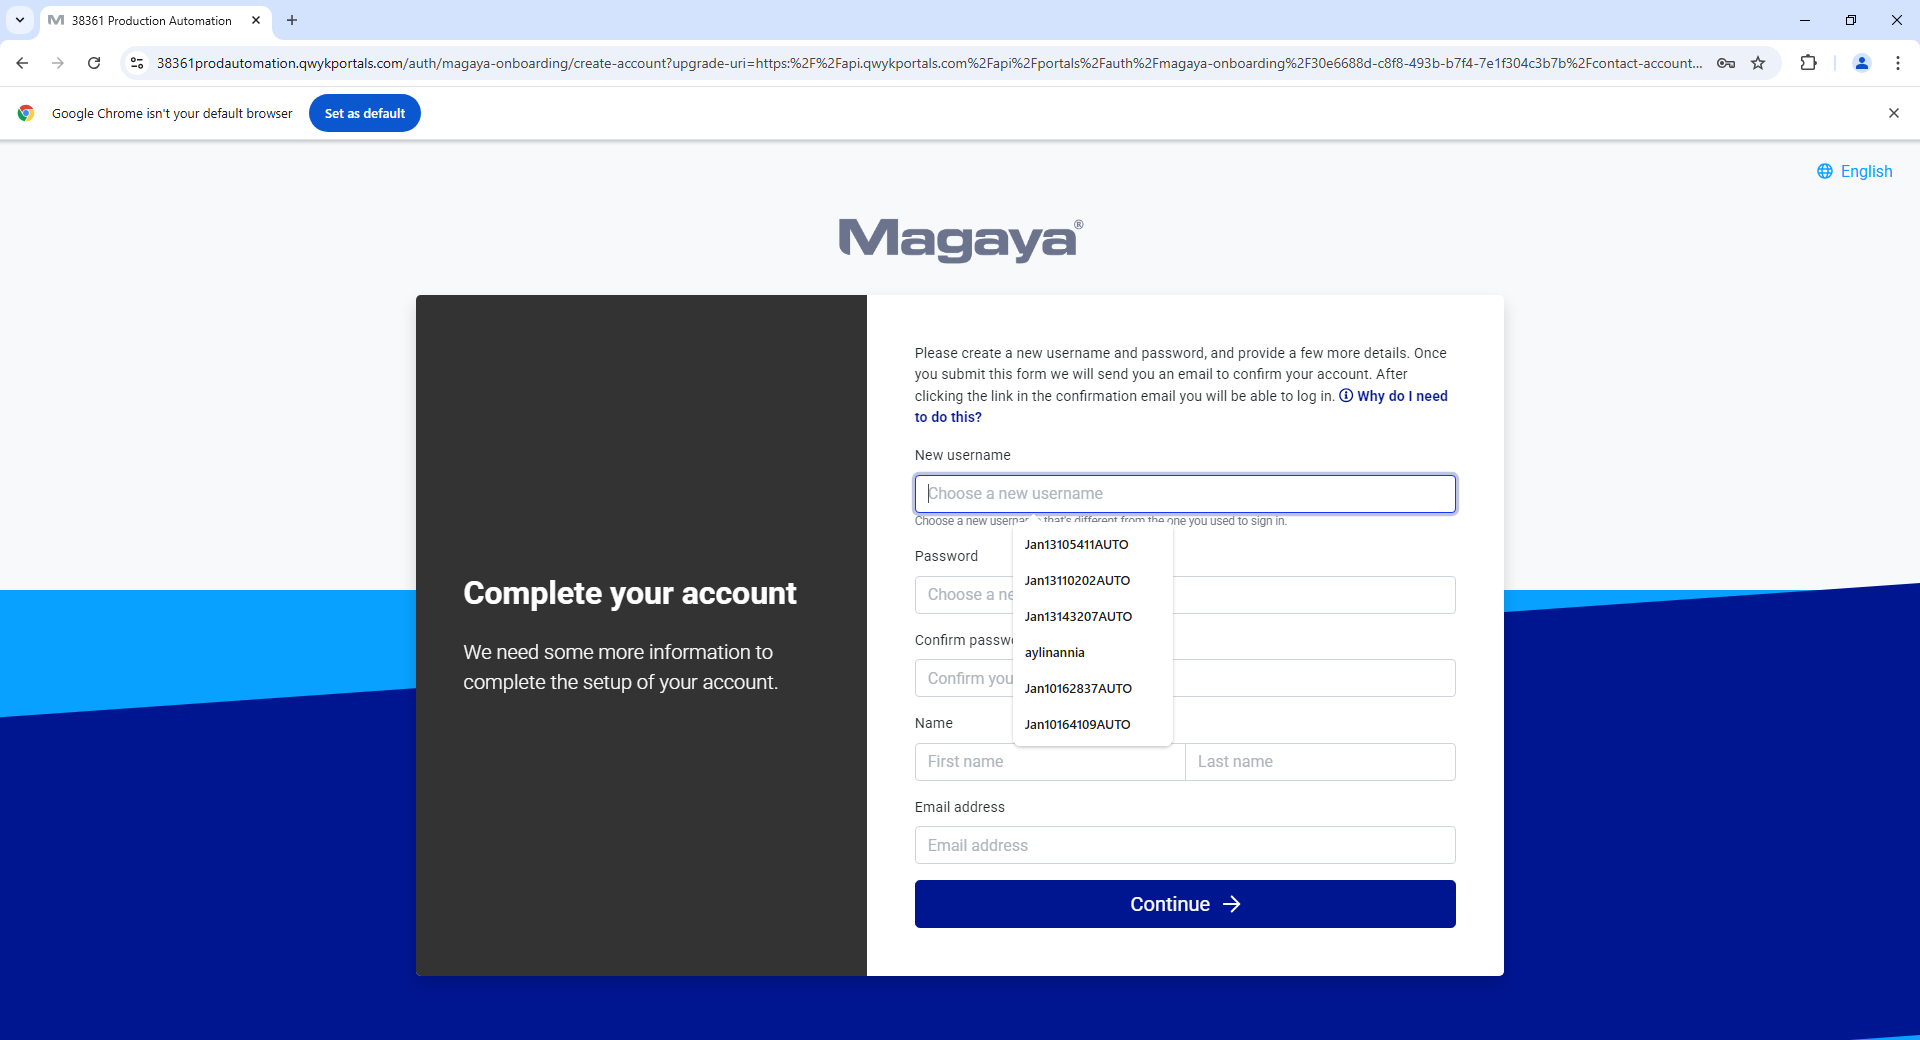 38361 Production Automation
38361prodautomation.qwykportals.com/auth/magaya-onboarding/create-account?upgrade-uri=https:%2F%2Fapi.qwykportals.com%2Fapi%2Fportals%2Fauth%2Fmagaya-onboarding%2F30e6688d-c8f8-493b-b7f4-7e1f304c3b7b%2Fcontact-account...
Google Chrome isn't your default browser
Set as default
English
Magaya®
Complete your account
We need some more information to
complete the setup of your account.
Please create a new username and password, and provide a few more details. Once
you submit this form we will send you an email to confirm your account. After
clicking the link in the confirmation email you will be able to log in. Why do I need
to do this?
New username
Choose a new username
Choose a new username that's different from the one you used to sign in.
Jan13105411AUTO
Jan13110202AUTO
Jan13143207AUTO
aylinannia
Jan10162837AUTO
Jan10164109AUTO
Password
Choose a ne
Confirm passwo
Confirm you
Name
First name
Last name
Email address
Email address
Continue